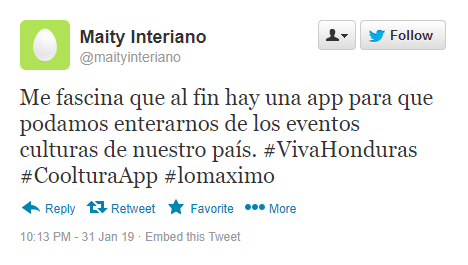 Maity Interiano
@maityinteriano
Follow
Me fascina que al fin hay una app para que
podamos enterarnos de los eventos
culturas de nuestro país. #VivaHonduras
#CoolturaApp #lomaximo
Reply Retweet Favorite More
10:13 PM - 31 Jan 19 · Embed this Tweet